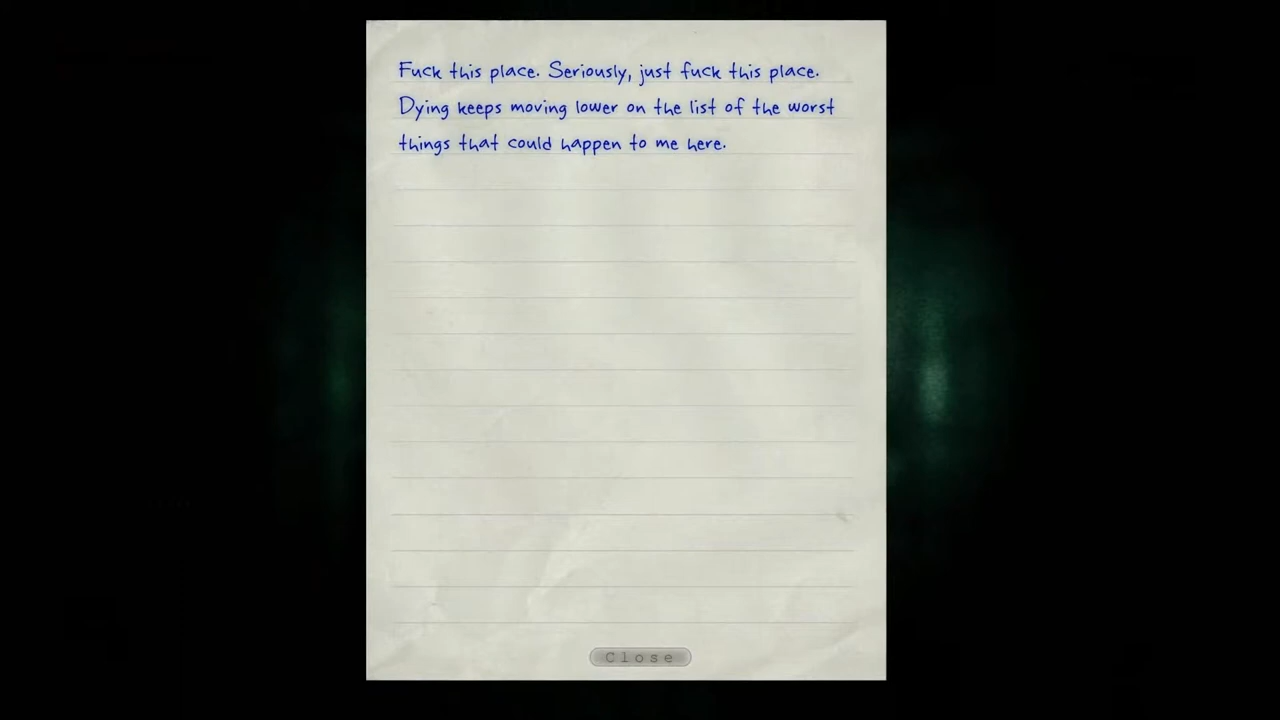 Fuck this place. Seriously, just fuck this place.
Dying keeps moving lower on the list of the worst
things that could happen to me here.
Close